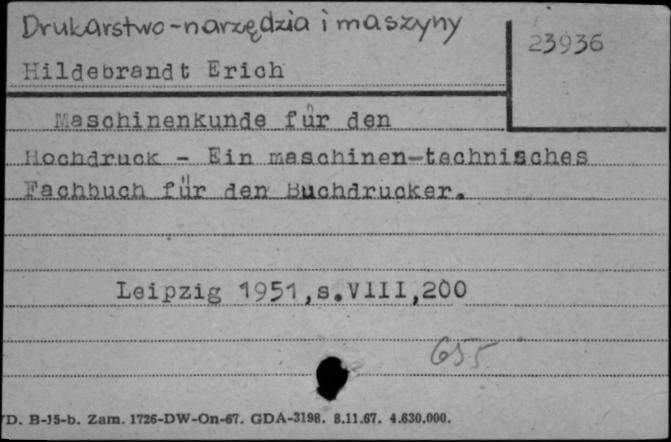 Drukarstwo-narzędzia i maszyny
23936
Hildebrandt Erich
Maschinenkunde für den
Hochdruck - Ein maschinen-technisches
Fachbuch für den Buchdrucker.
Leipzig 1951,s.VIII,200
655
D. B-15-b. Zam. 1726-DW-On-67. GDA-3198. 8.11.67. 4.630.000.